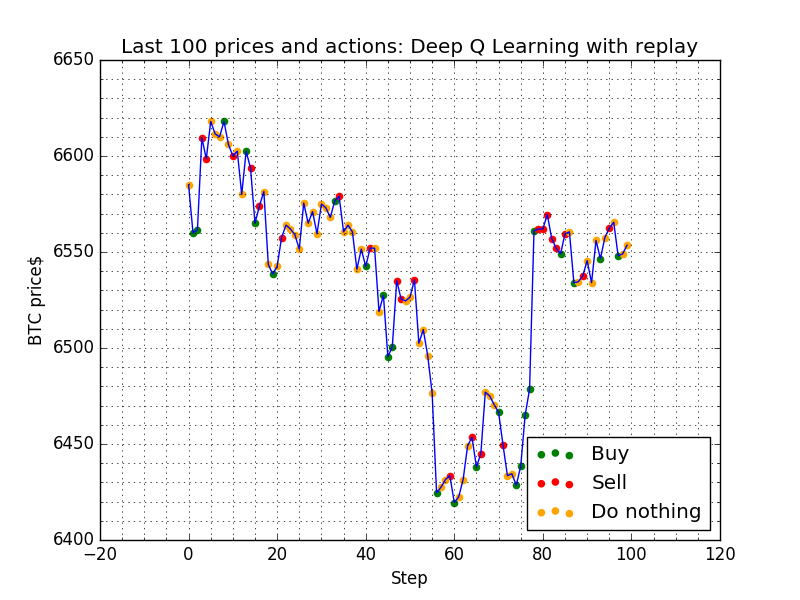 Last 100 prices and actions: Deep Q Learning with replay
6650
6600
6550
6500
6450
6400
BTC price$
Buy
Sell
Do nothing
−20 0 20 40 60 80 100 120
Step